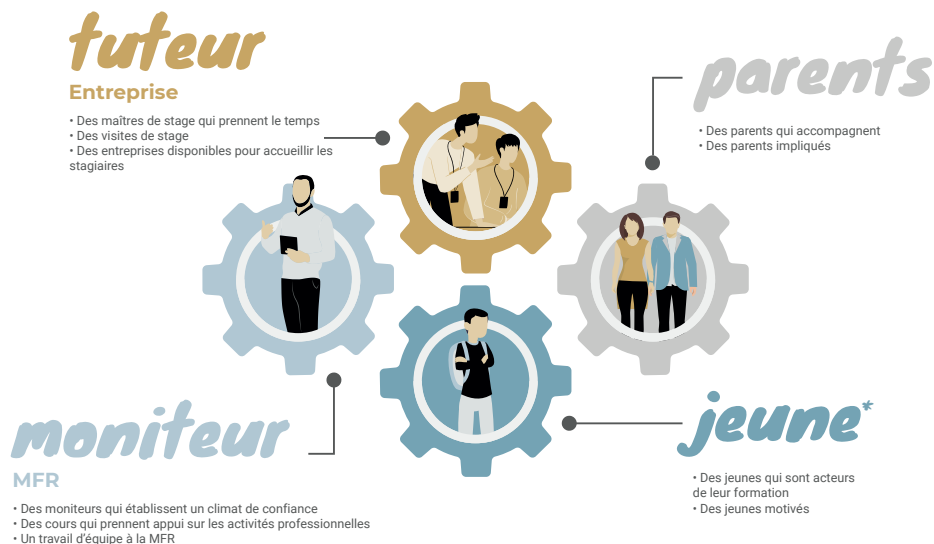 tuteur
Entreprise
• Des maîtres de stage qui prennent le temps
• Des visites de stage
• Des entreprises disponibles pour accueillir les
stagiaires
parents
• Des parents qui accompagnent
• Des parents impliqués
moniteur
MFR
• Des moniteurs qui établissent un climat de confiance
• Des cours qui prennent appui sur les activités professionnelles
• Un travail d'équipe à la MFR
jeune*
• Des jeunes qui sont acteurs
de leur formation
• Des jeunes motivés